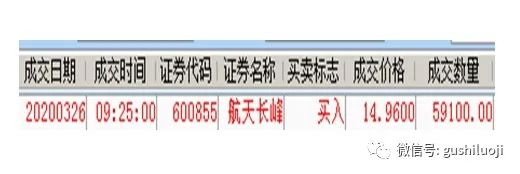 成交日期 成交时间 证券代码 证券名称 买卖标志 成交价格 成交数量
20200326 09:25:00 600855 航天长峰 买入 14.9600 59100.00
微信号: gushiluoji